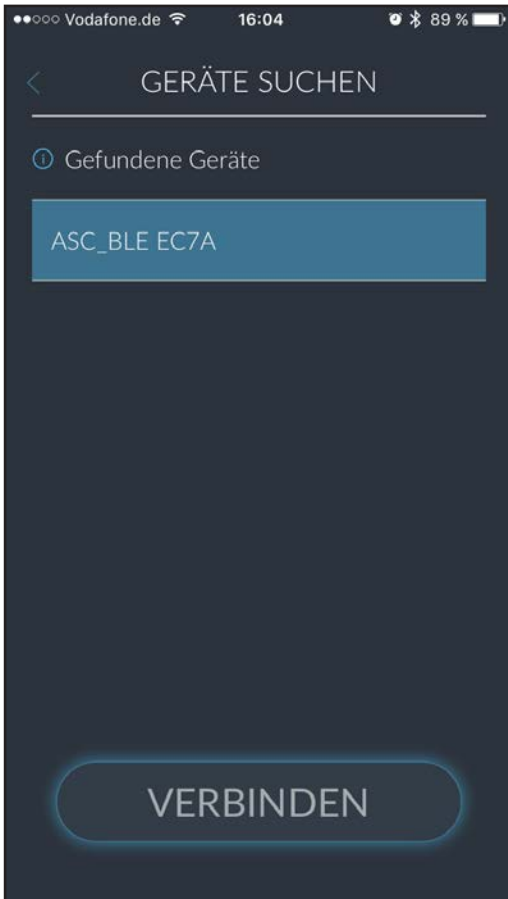 Vodafone.de 16:04 89 %
GERÄTE SUCHEN
Gefundene Geräte
ASC_BLE EC7A
VERBINDEN